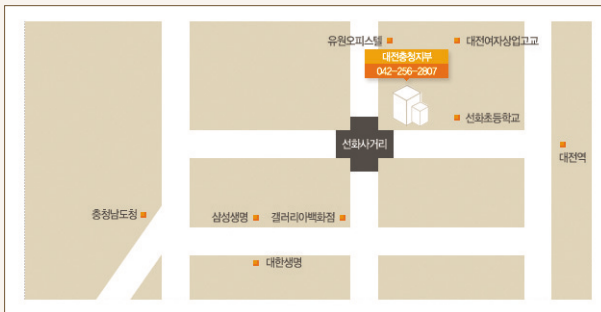 유원오피스텔
대전여자상업고교
대전충청지부
042-256-2807
선화초등학교
선화사거리
대전역
충청남도청
삼성생명
갤러리아백화점
대한생명